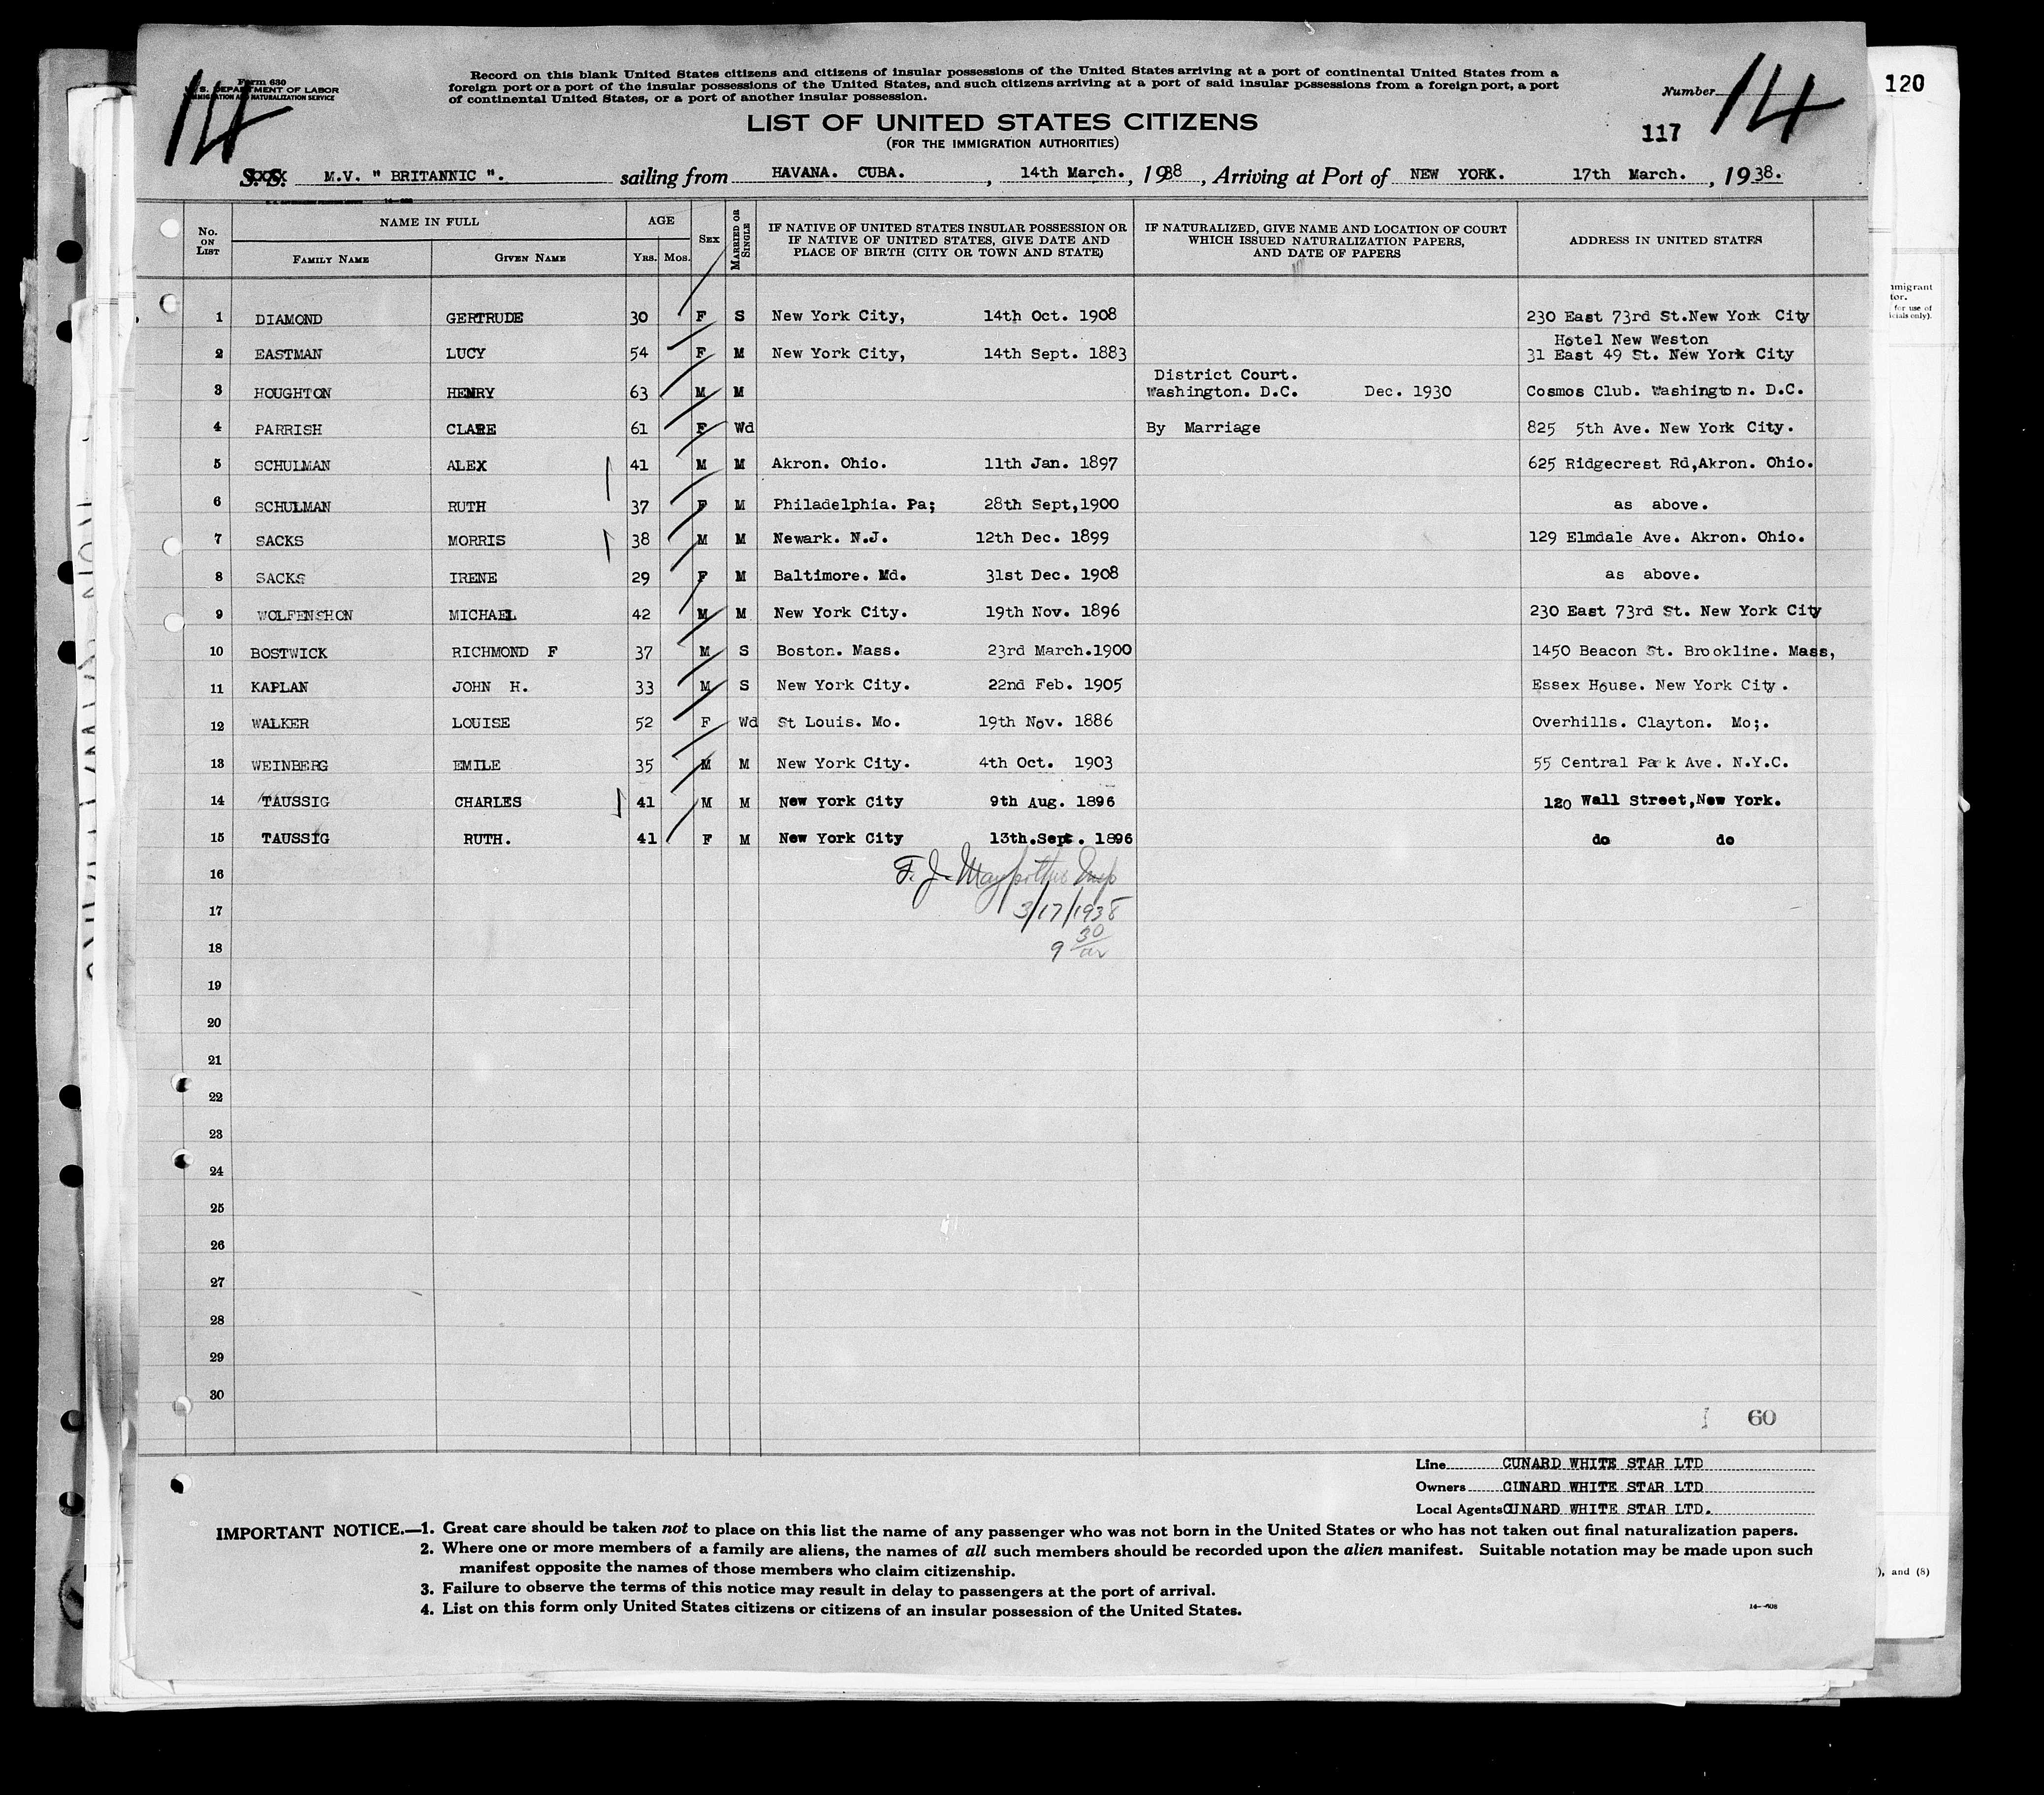 14
Form 630
U. S. DEPARTMENT OF LABOR
IMMIGRATION AND NATURALIZATION SERVICE
Record on this blank United States citizens and citizens of insular possessions of the United States arriving at a port of continental United States from a
foreign port or a port of the insular possessions of the United States, and such citizens arriving at a port of said insular possessions from a foreign port, a port
of continental United States, or a port of another insular possession.
Number 14
120
LIST OF UNITED STATES CITIZENS
(FOR THE IMMIGRATION AUTHORITIES)
117
S. S. M.V. " BRITANNIC ". sailing from HAVANA. CUBA. , 14th March. , 1938 , Arriving at Port of NEW YORK. 17th March. , 1938.
No. ON LIST NAME IN FULL FAMILY NAME GIVEN NAME AGE YRS. MOS. SEX MARRIED OR SINGLE IF NATIVE OF UNITED STATES INSULAR POSSESSION OR IF NATIVE OF UNITED STATES, GIVE DATE AND PLACE OF BIRTH (CITY OR TOWN AND STATE) IF NATURALIZED, GIVE NAME AND LOCATION OF COURT WHICH ISSUED NATURALIZATION PAPERS, AND DATE OF PAPERS ADDRESS IN UNITED STATES
1 DIAMOND GERTRUDE 30 F S New York City, 14th Oct. 1908 230 East 73rd St.New York City
2 EASTMAN LUCY 54 F M New York City, 14th Sept. 1883 Hotel New Weston 31 East 49 St. New York City
3 HOUGHTON HENRY 63 M M District Court. Washington. D.C. Dec. 1930 Cosmos Club. Washington. D.C.
4 PARRISH CLARE 61 F Wd By Marriage 825 5th Ave. New York City.
5 SCHULMAN ALEX 41 M M Akron. Ohio. 11th Jan. 1897 625 Ridgecrest Rd,Akron. Ohio.
6 SCHULMAN RUTH 37 F M Philadelphia. Pa; 28th Sept,1900 as above.
7 SACKS MORRIS 38 M M Newark. N.J. 12th Dec. 1899 129 Elmdale Ave. Akron. Ohio.
8 SACKS IRENE 29 F M Baltimore. Md. 31st Dec. 1908 as above.
9 WOLFENSHON MICHAEL 42 M M New York City. 19th Nov. 1896 230 East 73rd St. New York City
10 BOSTWICK RICHMOND F 37 M S Boston. Mass. 23rd March.1900 1450 Beacon St. Brookline. Mass,
11 KAPLAN JOHN H. 33 M S New York City. 22nd Feb. 1905 Essex House. New York City.
12 WALKER LOUISE 52 F Wd St Louis. Mo. 19th Nov. 1886 Overhills. Clayton. Mo;.
13 WEINBERG EMILE 35 M M New York City. 4th Oct. 1903 55 Central Park Ave. N.Y.C.
14 TAUSSIG CHARLES 41 M M New York City 9th Aug. 1896 120 Wall Street,New York.
15 TAUSSIG RUTH. 41 F M New York City 13th.Sept. 1896 do do
16 F. J.
17 3/17/1938
18 9 30
19
20
21
22
23
24
25
26
27
28
29
30
60
Line CUNARD WHITE STAR LTD
Owners CUNARD WHITE STAR LTD
Local Agents CUNARD WHITE STAR LTD.
IMPORTANT NOTICE.—1. Great care should be taken not to place on this list the name of any passenger who was not born in the United States or who has not taken out final naturalization papers.
2. Where one or more members of a family are aliens, the names of all such members should be recorded upon the alien manifest. Suitable notation may be made upon such
manifest opposite the names of those members who claim citizenship.
3. Failure to observe the terms of this notice may result in delay to passengers at the port of arrival.
4. List on this form only United States citizens or citizens of an insular possession of the United States.
), and (8)